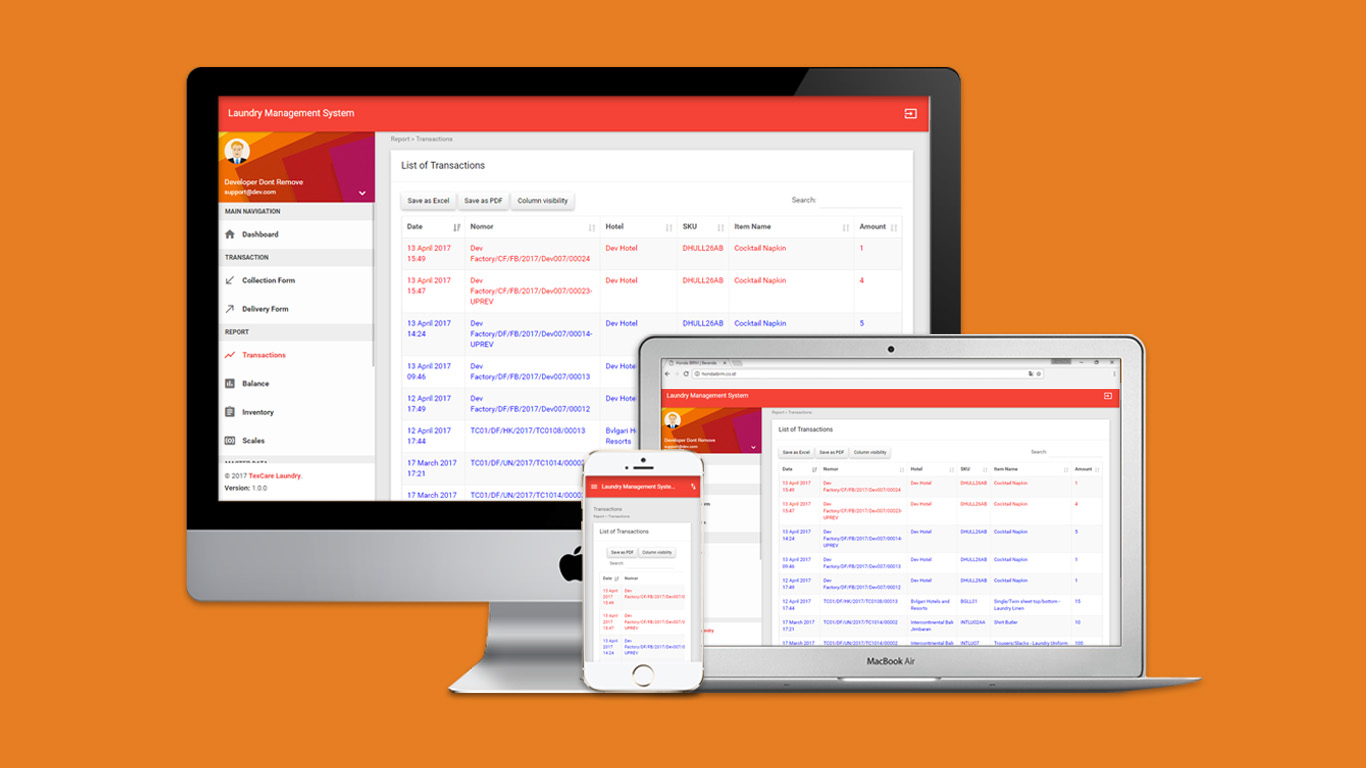 Laundry Management System
Developer Dont Remove
support@dev.com
MAIN NAVIGATION
Dashboard
TRANSACTION
Collection Form
Delivery Form
REPORT
Transactions
Balance
Inventory
Scales
© 2017 TexCare Laundry.
Version: 1.0.0
Report > Transactions
List of Transactions
Save as Excel Save as PDF Column visibility
Search:
Date Nomor Hotel SKU Item Name Amount
13 April 2017 Dev Dev Hotel DHULL26AB Cocktail Napkin 1
15:49 Factory/CF/FB/2017/Dev007/00024
13 April 2017 Dev Dev Hotel DHULL26AB Cocktail Napkin 4
15:47 Factory/CF/FB/2017/Dev007/00023-
UPREV
13 April 2017 Dev Dev Hotel DHULL26AB Cocktail Napkin 5
14:24 Factory/DF/FB/2017/Dev007/00014-
UPREV
13 April 2017 Dev Dev Hotel
09:46 Factory/DF/FB/2017/Dev007/00013
12 April 2017 Dev Dev Hote
17:49 Factory/DF/FB/2017/Dev007/00012
12 April 2017 TC01/DF/HK/2017/TC0108/00013 Bvlgari H
17:44 Resorts
17 March 2017 TC01/DF/UN/2017/TC1014/00002
17:21
17 March 2017 TC01/DF/UN/2017/TC1014/0000
Laundry Management System
Developer Dont Remove
support@dev.com
Report > Transactions
List of Transactions
Save as Excel Save as PDF Column visibility
Search:
Date Nomor Hotel SKU Item Name Amount
13 April 2017 Dev Dev Hotel DHULL26AB Cocktail Napkin 1
15:49 Factory/CF/FB/2017/Dev007/00024
13 April 2017 Dev Dev Hotel DHULL26AB Cocktail Napkin 4
15:47 Factory/CF/FB/2017/Dev007/00023-
UPREV
13 April 2017 Dev Dev Hotel DHULL26AB Cocktail Napkin 5
14:24 Factory/DF/FB/2017/Dev007/00014-
UPREV
13 April 2017 Dev Dev Hotel DHULL26AB Cocktail Napkin 1
09:46 Factory/DF/FB/2017/Dev007/00013
12 April 2017 Dev Dev Hotel DHULL26AB Cocktail Napkin 1
17:49 Factory/DF/FB/2017/Dev007/00012
12 April 2017 TC01/DF/HK/2017/TC0108/00013 Bvlgari Hotels and BGLL01 Single/Twin sheet top/bottom - 15
17:44 Resorts Laundry Linen
17 March 2017 TC01/DF/UN/2017/TC1014/00002 Intercontinental Bali INTLU02AA Shirt Butler 10
17:21 Jimbaran
17 March 2017 TC01/DF/UN/2017/TC1014/00002 Intercontinental Bali INTLU07 Trousers/Slacks - Laundry Uniform 100
MacBook Air
Laundry Management Syste...
Transactions
Report > Transactions
List of Transactions
Save as PDF Column visibility
Search
Date Nomor
13 April Dev
2017 Factory/CF/FB/2017/Dev007/0
15:49
13 April Dev
2017 Factory/CF/FB/2017/Dev007/0
15:47 UPREV
13 April Dev
2017 Factory/DF/FB/2017/Dev007/0
14:24 UPREV